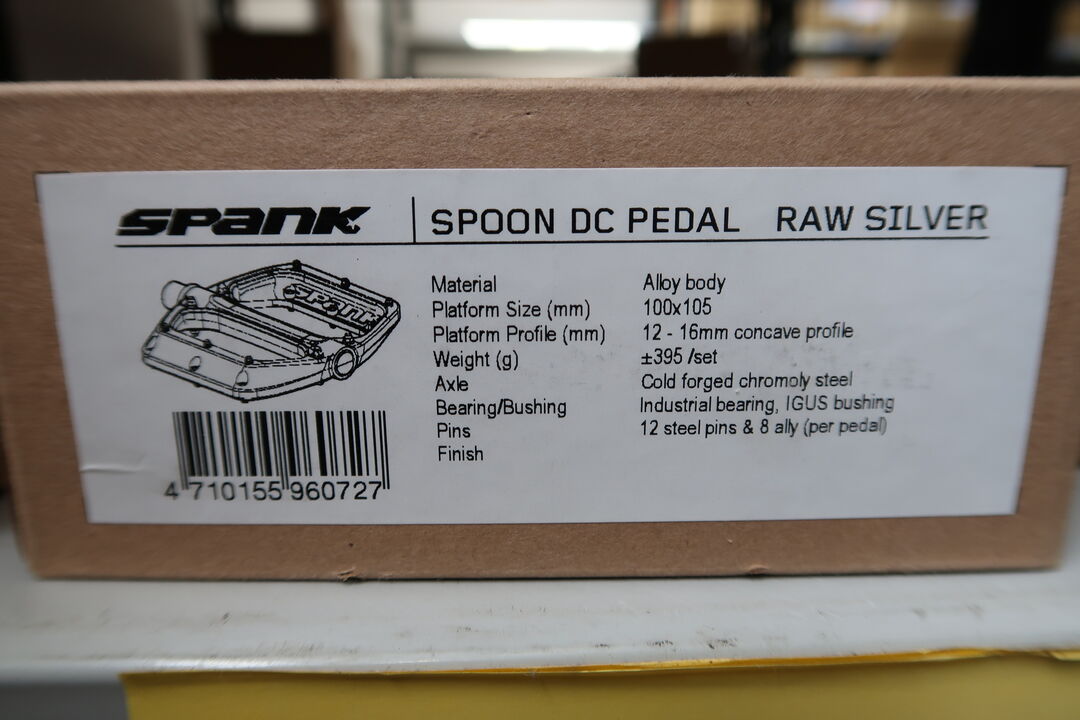 SPANK
SPOON DC PEDAL RAW SILVER
SPANK
Material Alloy body
Platform Size (mm) 100x105
Platform Profile (mm) 12 - 16mm concave profile
Weight (g) ±395 /set
Axle Cold forged chromoly steel
Bearing/Bushing Industrial bearing, IGUS bushing
Pins 12 steel pins & 8 ally (per pedal)
Finish
4 710155 960727